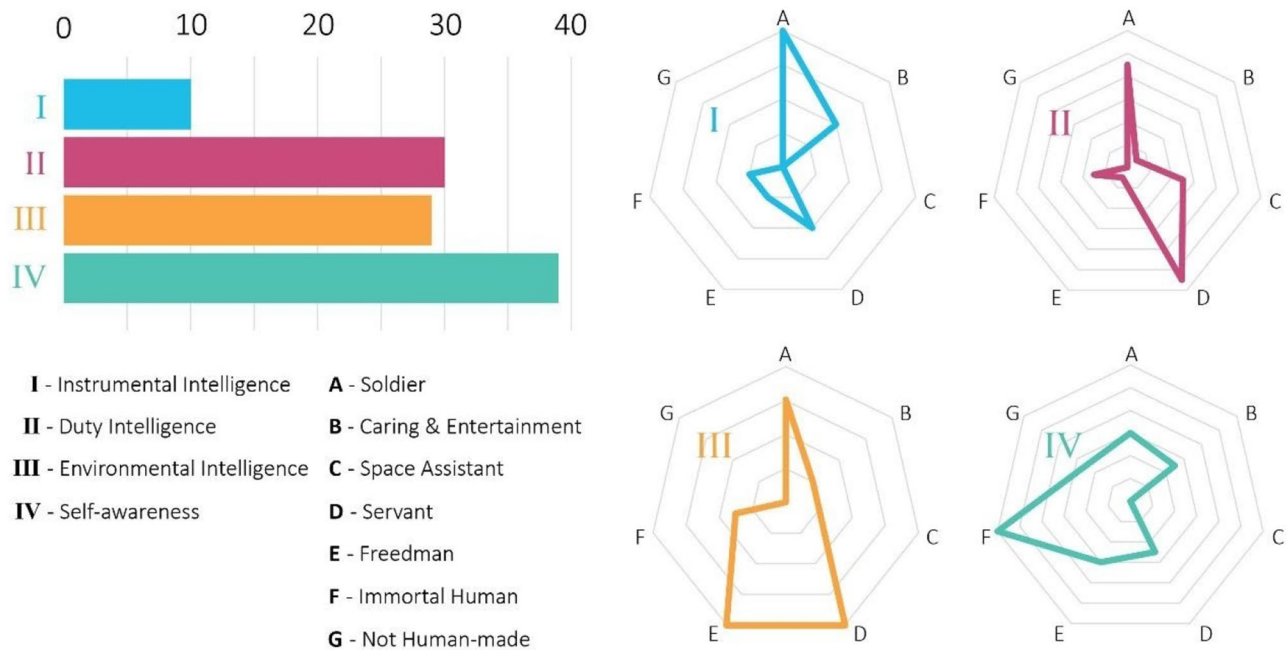 0 10 20 30 40
I
II
III
IV
I - Instrumental Intelligence
II - Duty Intelligence
III - Environmental Intelligence
IV - Self-awareness
A - Soldier
B - Caring & Entertainment
C - Space Assistant
D - Servant
E - Freedman
F - Immortal Human
G - Not Human-made
A
G B
I
F C
E D
A
G B
II
F C
E D
A
G B
III
F C
E D
A
G B
IV
F C
E D